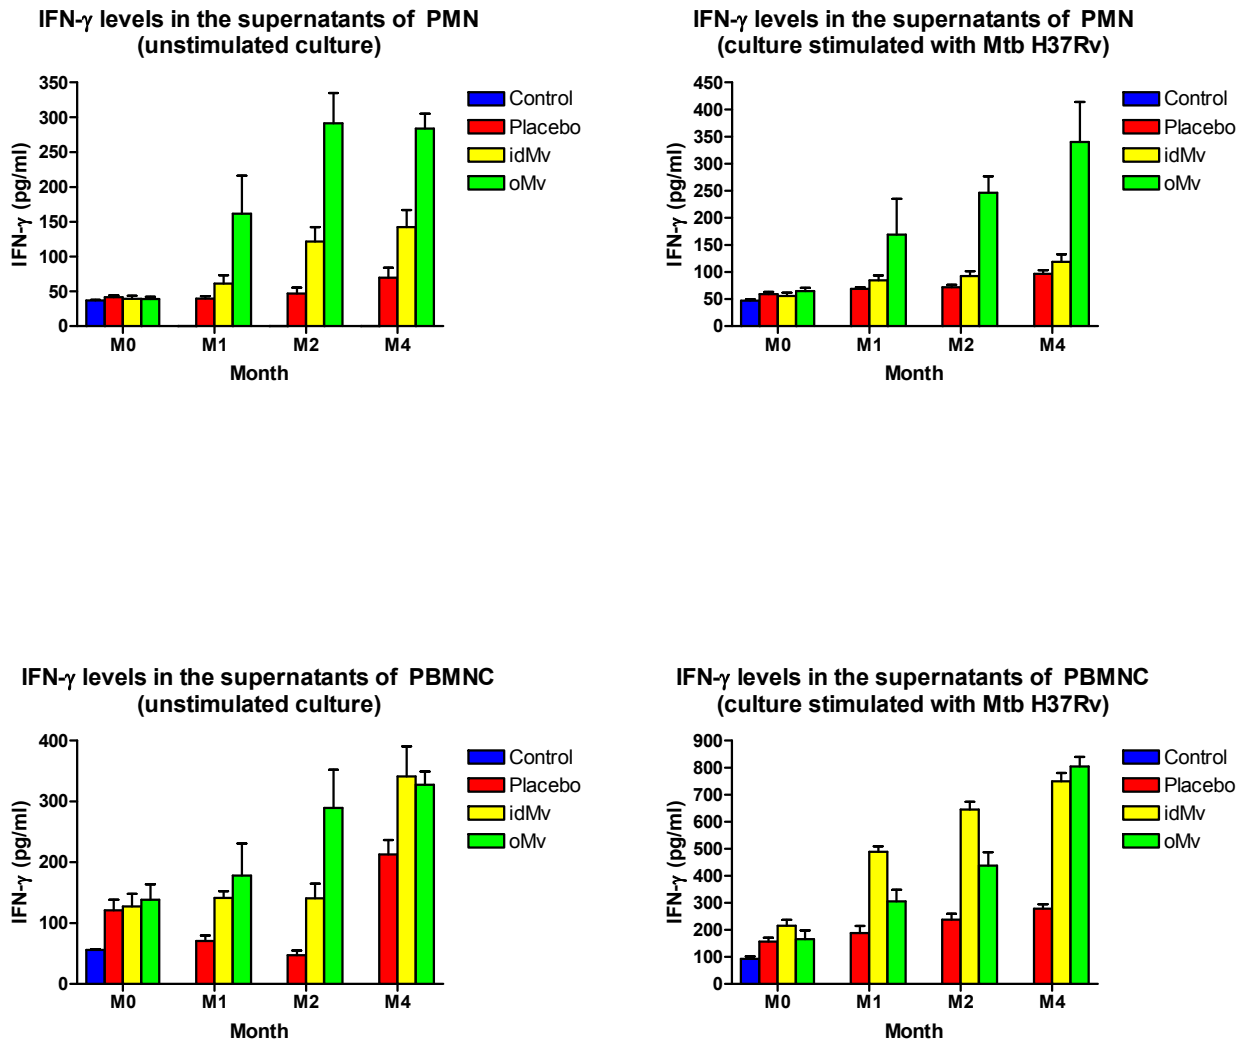 IFN-γ levels in the supernatants of PMN
(unstimulated culture)
350
300
250
200
150
100
50
0
IFN-γ (pg/ml)
M0 M1 M2 M4
Month
Control
Placebo
idMv
oMv
IFN-γ levels in the supernatants of PMN
(culture stimulated with Mtb H37Rv)
450
400
350
300
250
200
150
100
50
0
IFN-γ (pg/ml)
M0 M1 M2 M4
Month
Control
Placebo
idMv
oMv
IFN-γ levels in the supernatants of PBMNC
(unstimulated culture)
400
300
200
100
0
IFN-γ (pg/ml)
M0 M1 M2 M4
Month
Control
Placebo
idMv
oMv
IFN-γ levels in the supernatants of PBMNC
(culture stimulated with Mtb H37Rv)
900
800
700
600
500
400
300
200
100
0
IFN-γ (pg/ml)
M0 M1 M2 M4
Month
Control
Placebo
idMv
oMv